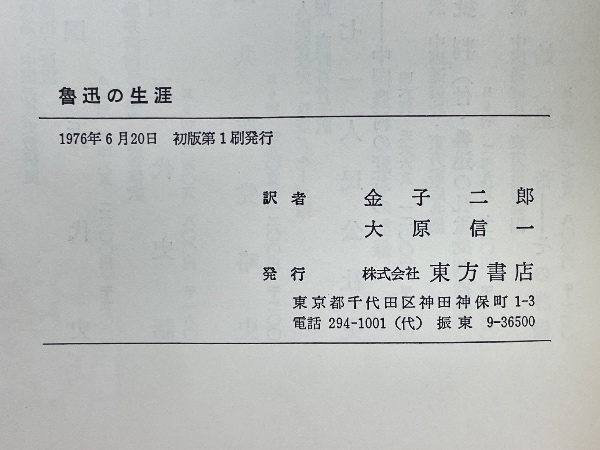 魯迅の生涯
1976年6月20日 初版第1刷発行
訳者 金子二郎
大原信一
発行 株式会社 東方書店
東京都千代田区神田神保町1-3
電話 294-1001（代） 振東 9-36500